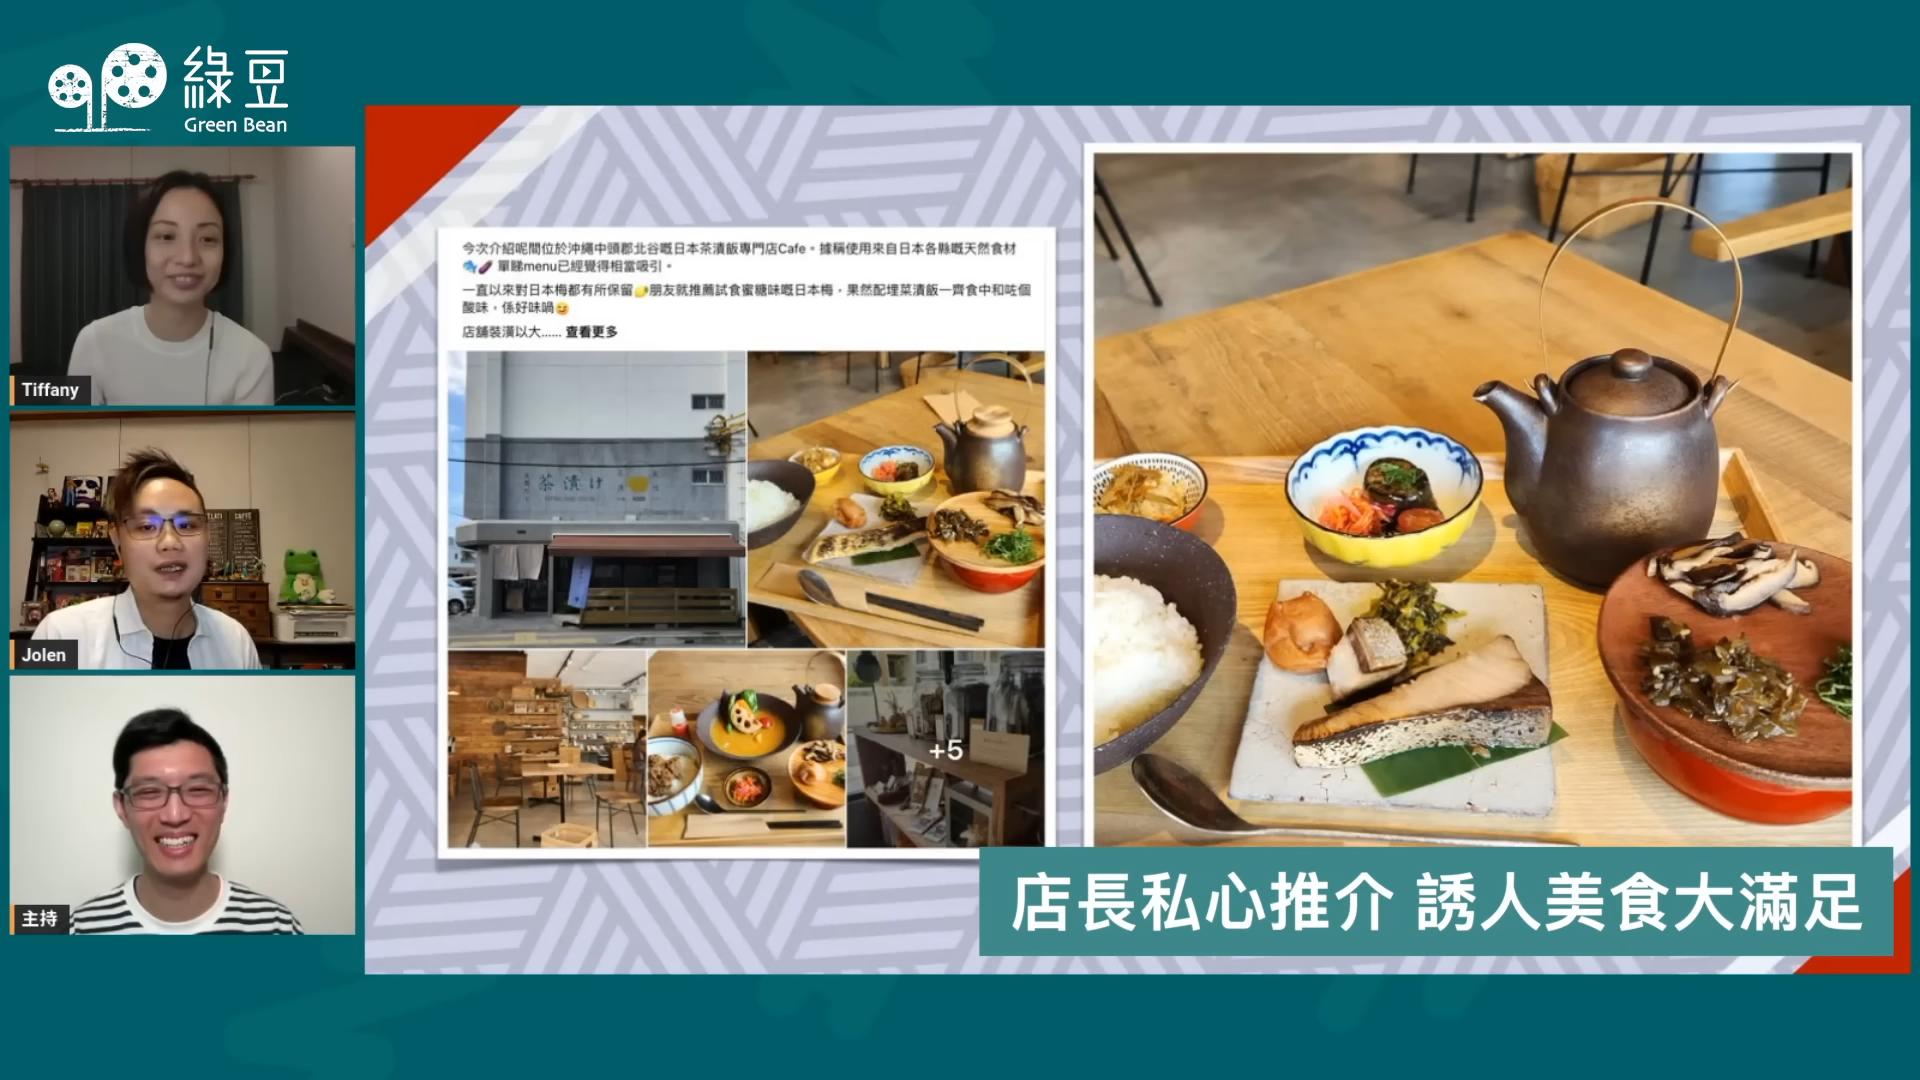 綠豆
Green Bean
Tiffany
Jolen
主持
今次介紹呢間位於沖繩中頭郡北谷嘅日本茶漬飯專門店Cafe。據稱使用來自日本各縣嘅天然食材
🐟🍆 單睇menu已經覺得相當吸引。
一直以來對日本梅都有所保留🍋朋友就推薦試食蜜糖味嘅日本梅，果然配埋菜漬飯一齊食中和咗個
酸味，係好味喎😆
店舖裝潢以大...... 查看更多
茶漬け
+5
店長私心推介 誘人美食大滿足